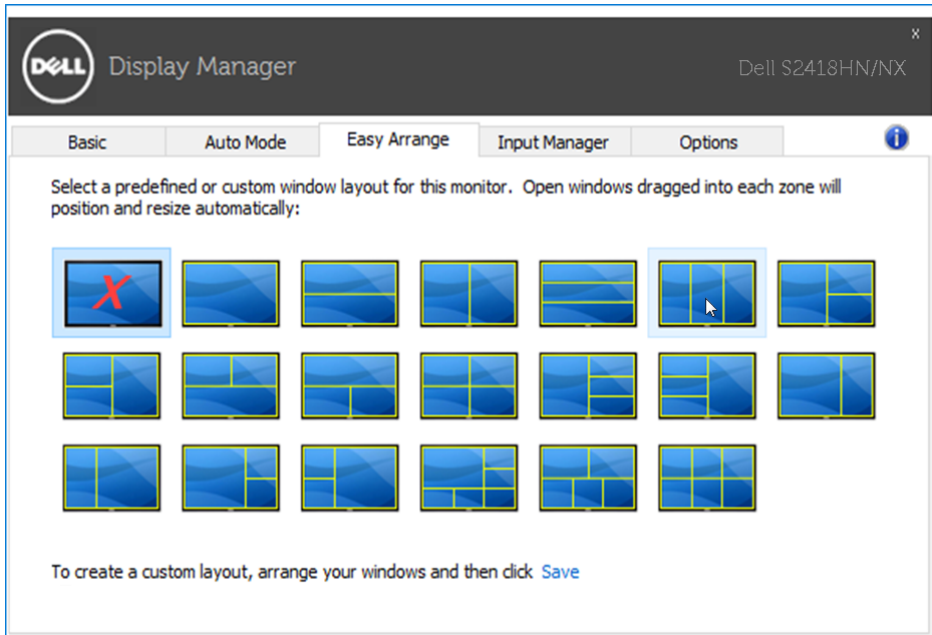 DELL
Display Manager
x
Dell S2418HN/NX
Basic
Auto Mode
Easy Arrange
Input Manager
Options
i
Select a predefined or custom window layout for this monitor.  Open windows dragged into each zone will
position and resize automatically:
X
To create a custom layout, arrange your windows and then click Save